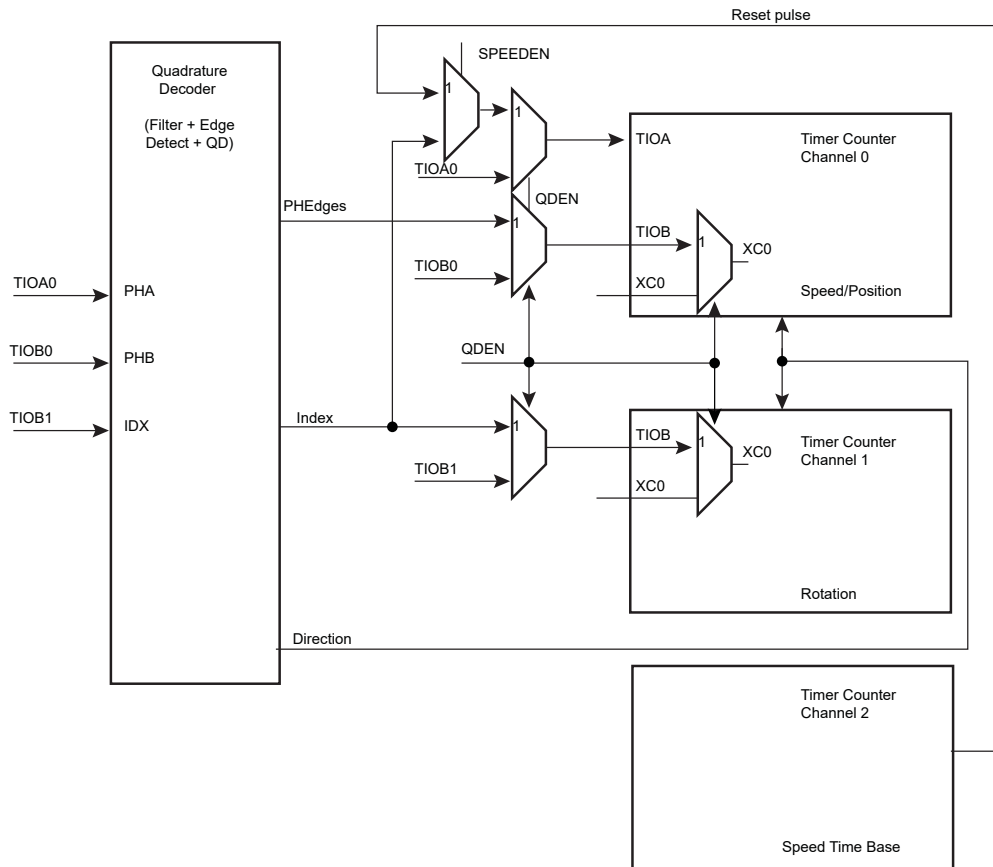 Reset pulse
SPEEDEN
Quadrature
Decoder
(Filter + Edge
Detect + QD)
1
1
TIOA
Timer Counter
Channel 0
TIOA0
QDEN
PHEdges
1
TIOB
1
XC0
TIOB0
XC0
Speed/Position
TIOA0
PHA
TIOB0
PHB
QDEN
TIOB1
IDX
Index
1
TIOB
1
XC0
Timer Counter
Channel 1
TIOB1
XC0
Rotation
Direction
Timer Counter
Channel 2
Speed Time Base